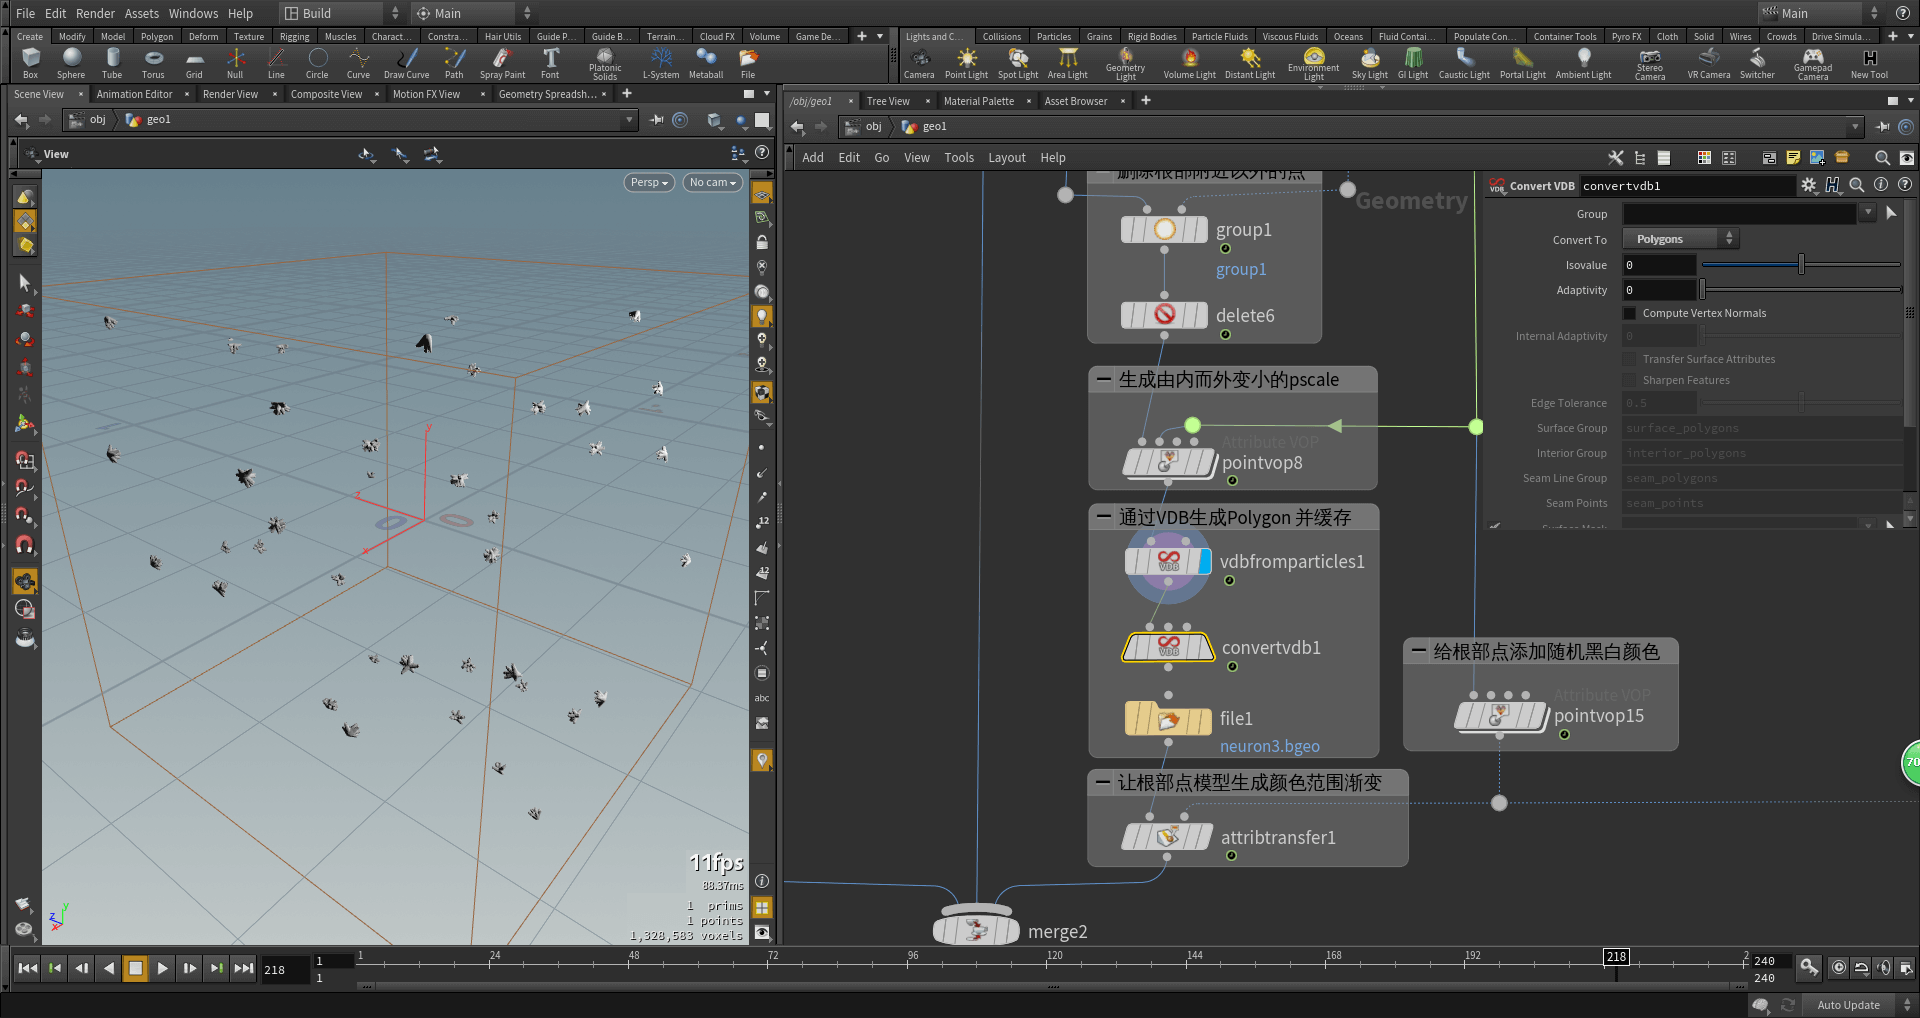 File Edit Render Assets Windows Help Build Main Main
Create Modify Model Polygon Deform Texture Rigging Muscles Charact... Constra... Hair Utils Guide P... Guide B... Terrain... Cloud FX Volume Game De...
Lights and C... Collisions Particles Grains Rigid Bodies Particle Fluids Viscous Fluids Oceans Fluid Contai... Populate Con... Container Tools Pyro FX Cloth Solid Wires Crowds Drive Simula...
Box Sphere Tube Torus Grid Null Line Circle Curve Draw Curve Path Spray Paint Font Platonic Solids L-System Metaball File
Camera Point Light Spot Light Area Light Geometry Light Volume Light Distant Light Environment Light Sky Light GI Light Caustic Light Portal Light Ambient Light Stereo Camera VR Camera Switcher Gamepad Camera New Tool
Scene View Animation Editor Render View Composite View Motion FX View Geometry Spreadsh...
/obj/geo1 Tree View Material Palette Asset Browser
obj geo1
obj geo1
View
Add Edit Go View Tools Layout Help
Persp No cam
y
z
x
12
12
abc
11fps
88.37ms
1 prims
1 points
1,328,583 voxels
y
z
x
删除根部附近以外的点
Geometry
group1
group1
delete6
生成由内而外变小的pscale
Attribute VOP
pointvop8
通过VDB生成Polygon 并缓存
VDB
vdbfromparticles1
VDB
convertvdb1
file1
neuron3.bgeo
让根部点模型生成颜色范围渐变
attribtransfer1
merge2
给根部点添加随机黑白颜色
Attribute VOP
pointvop15
70
VDB Convert VDB convertvdb1
Group
Convert To Polygons
Isovalue 0
Adaptivity 0
Compute Vertex Normals
Internal Adaptivity 0
Transfer Surface Attributes
Sharpen Features
Edge Tolerance 0.5
Surface Group surface_polygons
Interior Group interior_polygons
Seam Line Group seam_polygons
Seam Points seam_points
Surface Mask
218 1 1 24 48 72 96 120 144 168 192 218 2 240
1 240
Auto Update